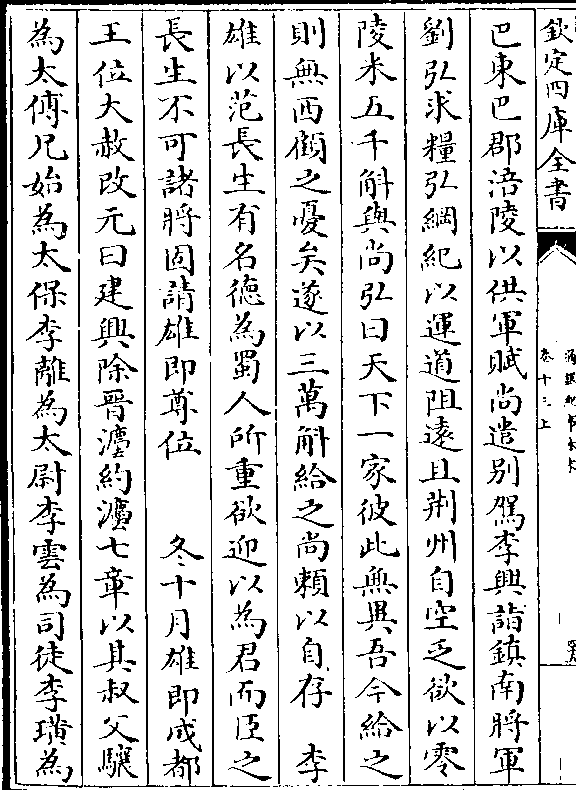 欽定四庫全書
卷十三上
巴東巴郡涪陵以供軍賦尚遣别駕李興詣鎮南將軍
劉弘求糧弘綱紀以運道阻遠且荆州自空乏欲以零
陵米五千斛與尚弘曰天下一家彼此無異吾今給之
則無西顧之憂矣遂以三萬斛給之尚賴以自存　李
雄以范長生有名德為蜀人所重欲迎以為君而臣之
長生不可諸將固請雄即尊位　　冬十月雄即成都
王位大赦改元曰建興除晋灋約灋七章以其叔父驤
為太傅兄始為太保李離為太尉李雲為司徒李璜為